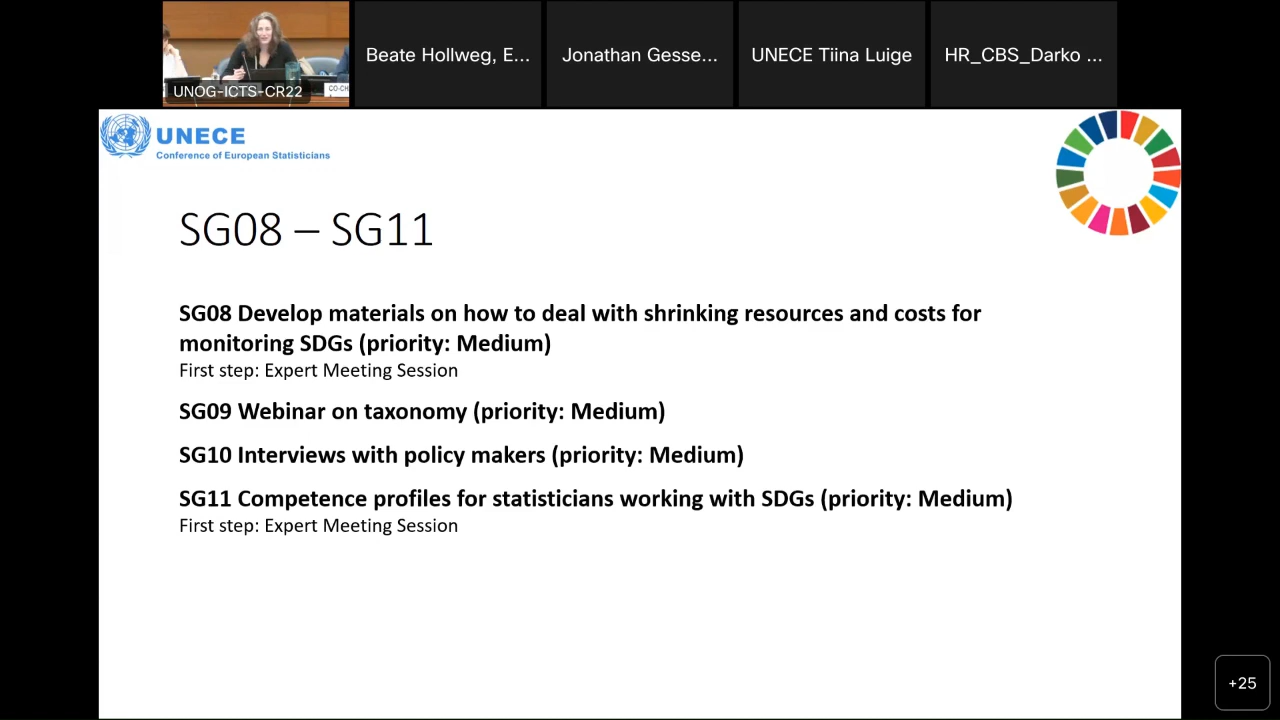 UNOG-ICTS-CR22
CO-CH
Beate Hollweg, E...
Jonathan Gesse...
UNECE Tiina Luige
HR_CBS_Darko ...
UNECE
Conference of European Statisticians
SG08 – SG11
SG08 Develop materials on how to deal with shrinking resources and costs for
monitoring SDGs (priority: Medium)
First step: Expert Meeting Session
SG09 Webinar on taxonomy (priority: Medium)
SG10 Interviews with policy makers (priority: Medium)
SG11 Competence profiles for statisticians working with SDGs (priority: Medium)
First step: Expert Meeting Session
+25